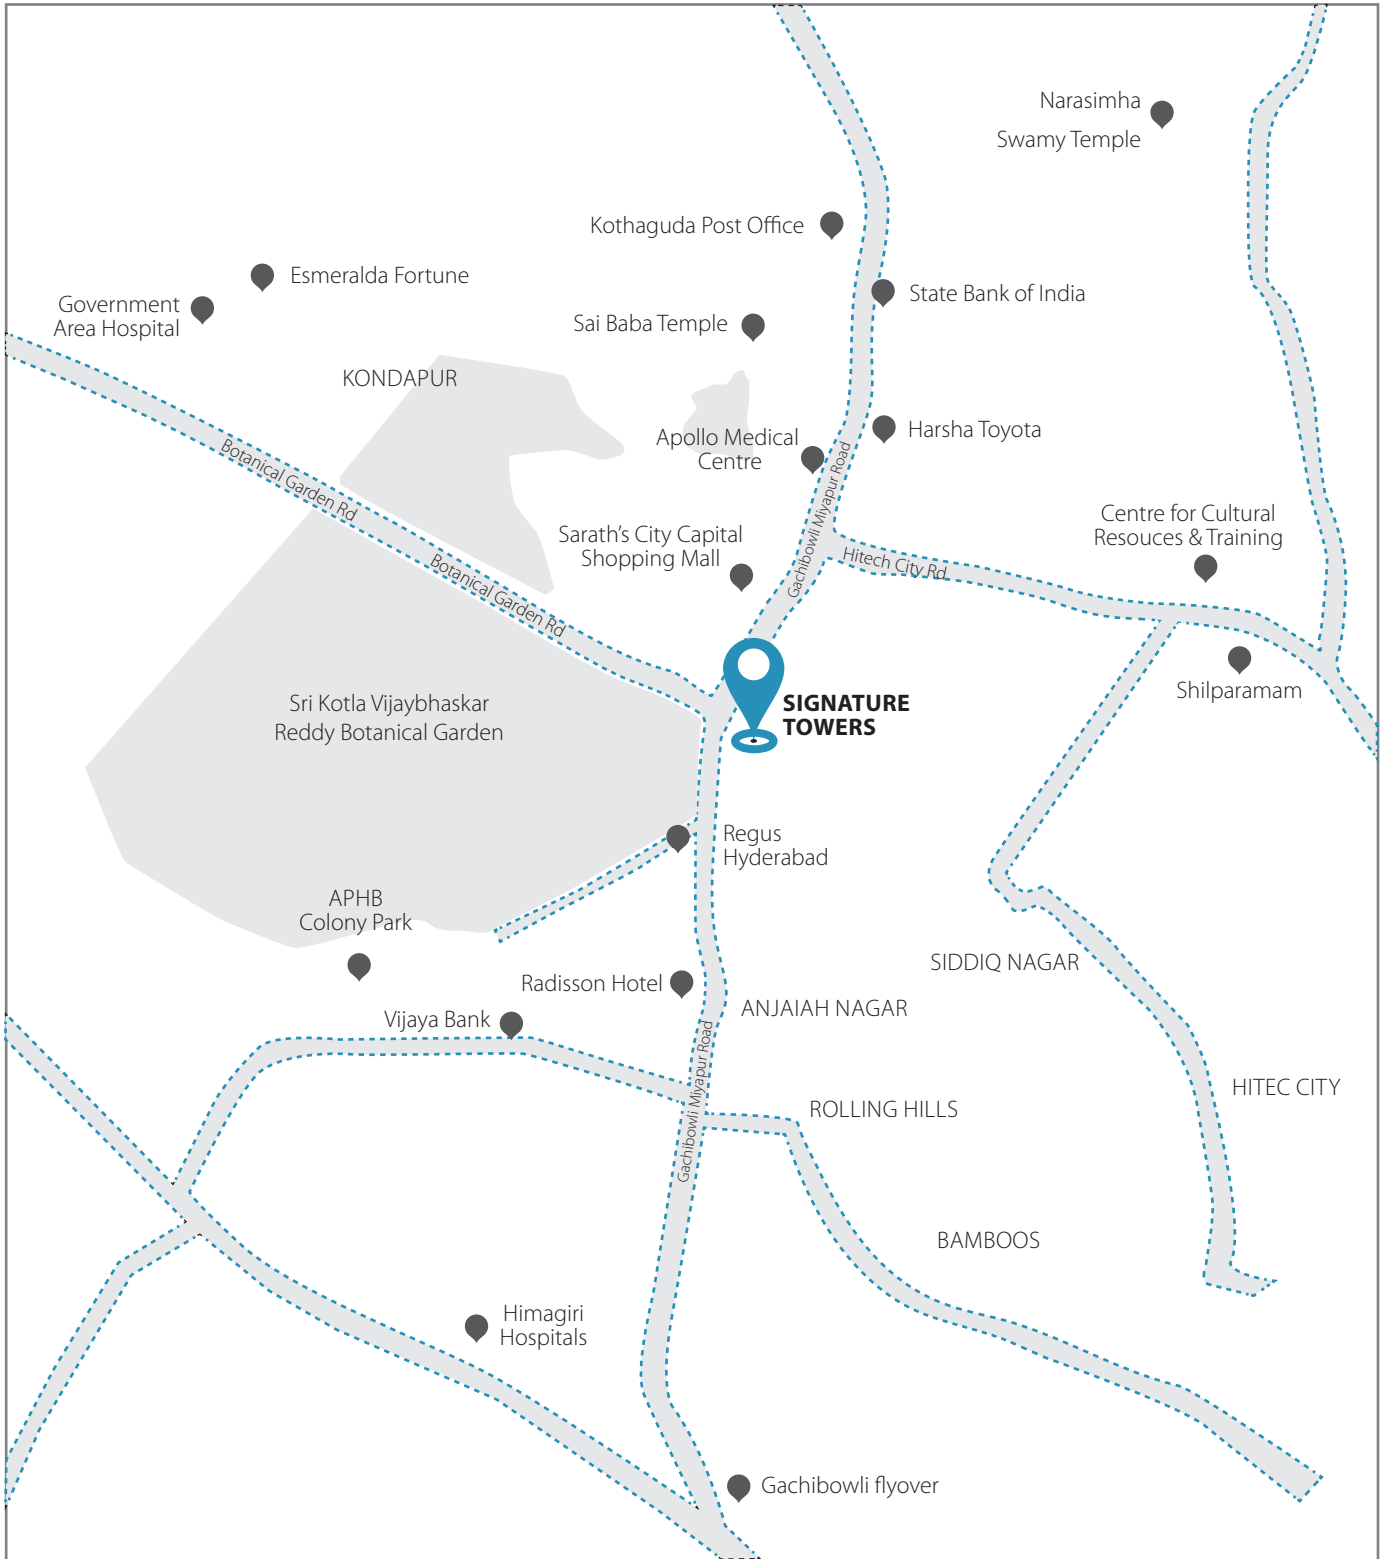 Narasimha
Swamy Temple
Kothaguda Post Office
Esmeralda Fortune
Government
Area Hospital
State Bank of India
Sai Baba Temple
KONDAPUR
Harsha Toyota
Apollo Medical
Centre
Botanical Garden Rd
Gachibowli Miyapur Road
Sarath's City Capital
Shopping Mall
Centre for Cultural
Resouces & Training
Hitech City Rd
Botanical Garden Rd
Shilparamam
Sri Kotla Vijaybhaskar
Reddy Botanical Garden
SIGNATURE
TOWERS
Regus
Hyderabad
APHB
Colony Park
SIDDIQ NAGAR
Radisson Hotel
ANJAIAH NAGAR
Vijaya Bank
Gachibowli Miyapur Road
HITEC CITY
ROLLING HILLS
BAMBOOS
Himagiri
Hospitals
Gachibowli flyover